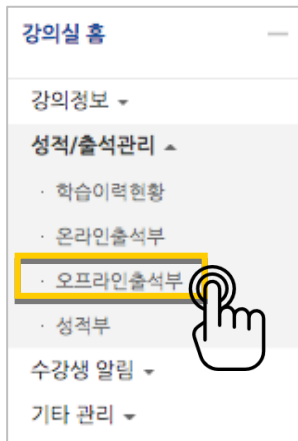 강의실 홈 —
강의정보 ▾
성적/출석관리 ▴
· 학습이력현황
· 온라인출석부
· 오프라인출석부
· 성적부
수강생 알림 ▾
기타 관리 ▾